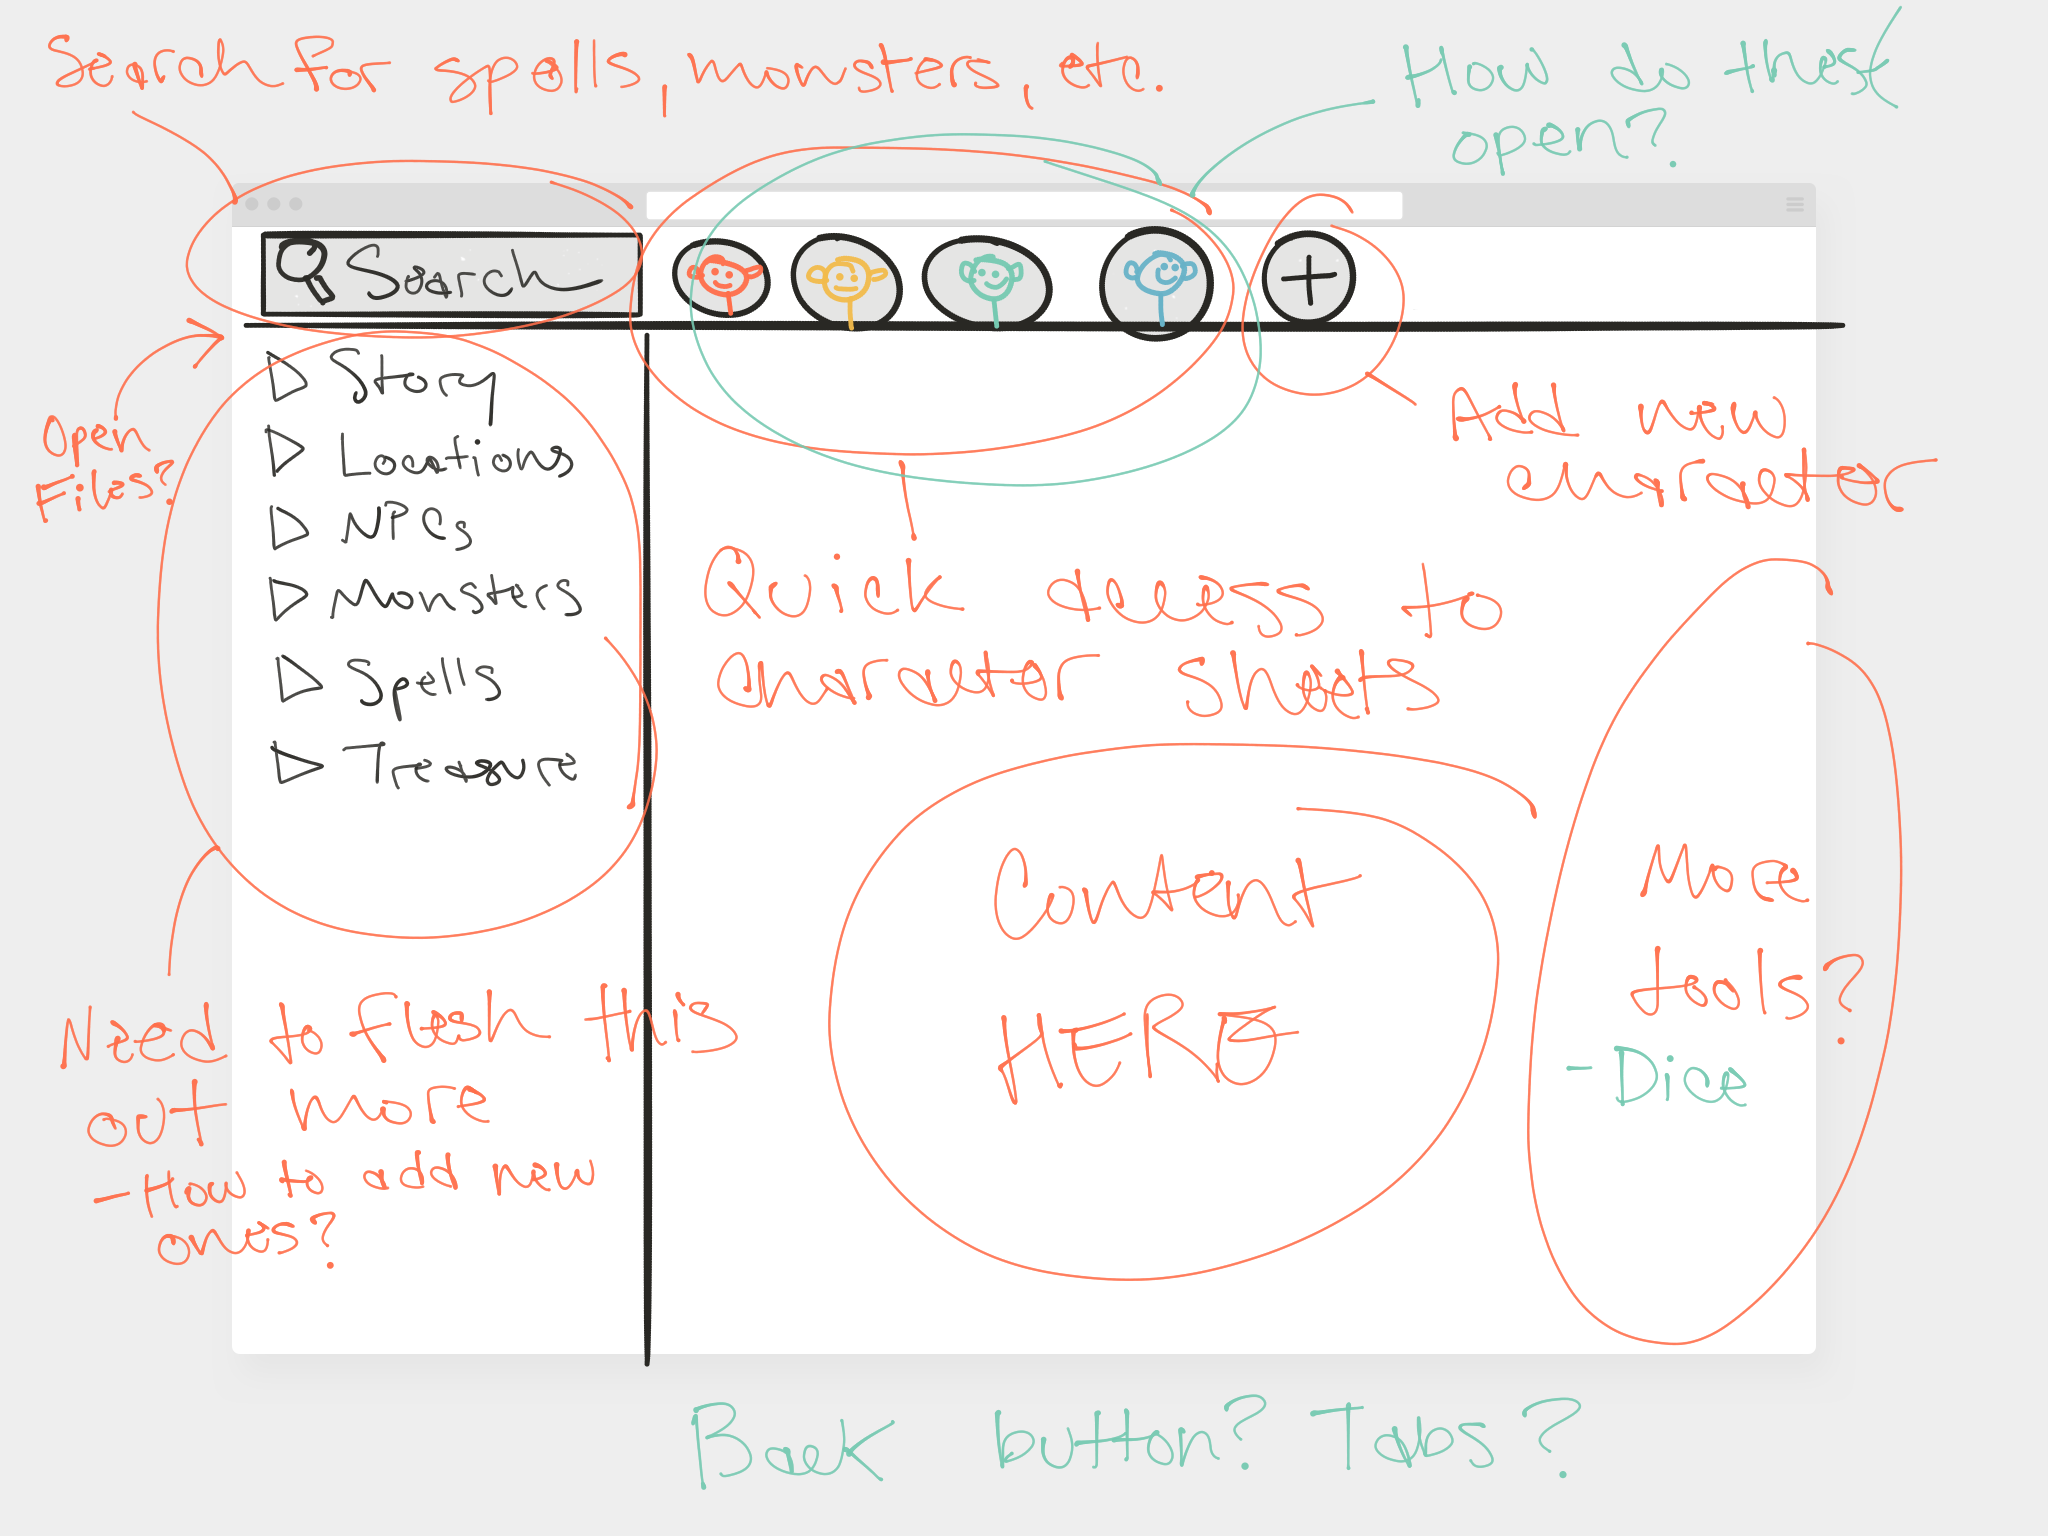 Search for spells, monsters, etc.
How do these
open?
Search
Open
Files?
Story
Locations
NPCs
Monsters
Spells
Treasure
Add new
character
Quick access to
character sheets
Content
HERE
More
tools?
- Dice
Need to flesh this
out more
- How to add new
ones?
Back button? Tabs?